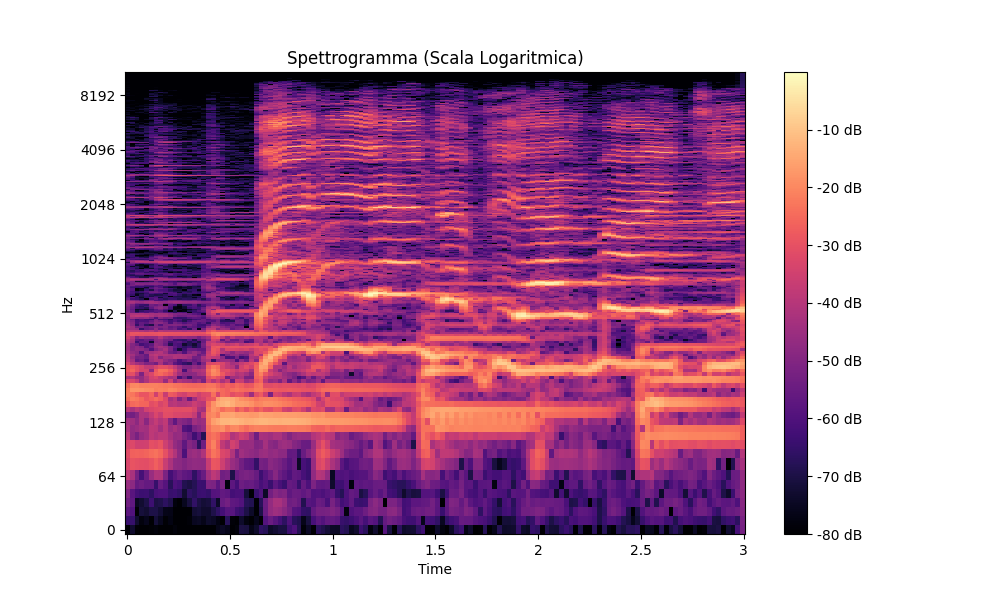 Spettrogramma (Scala Logaritmica)
Hz
8192
4096
2048
1024
512
256
128
64
0
0 0.5 1 1.5 2 2.5 3
Time
-10 dB
-20 dB
-30 dB
-40 dB
-50 dB
-60 dB
-70 dB
-80 dB